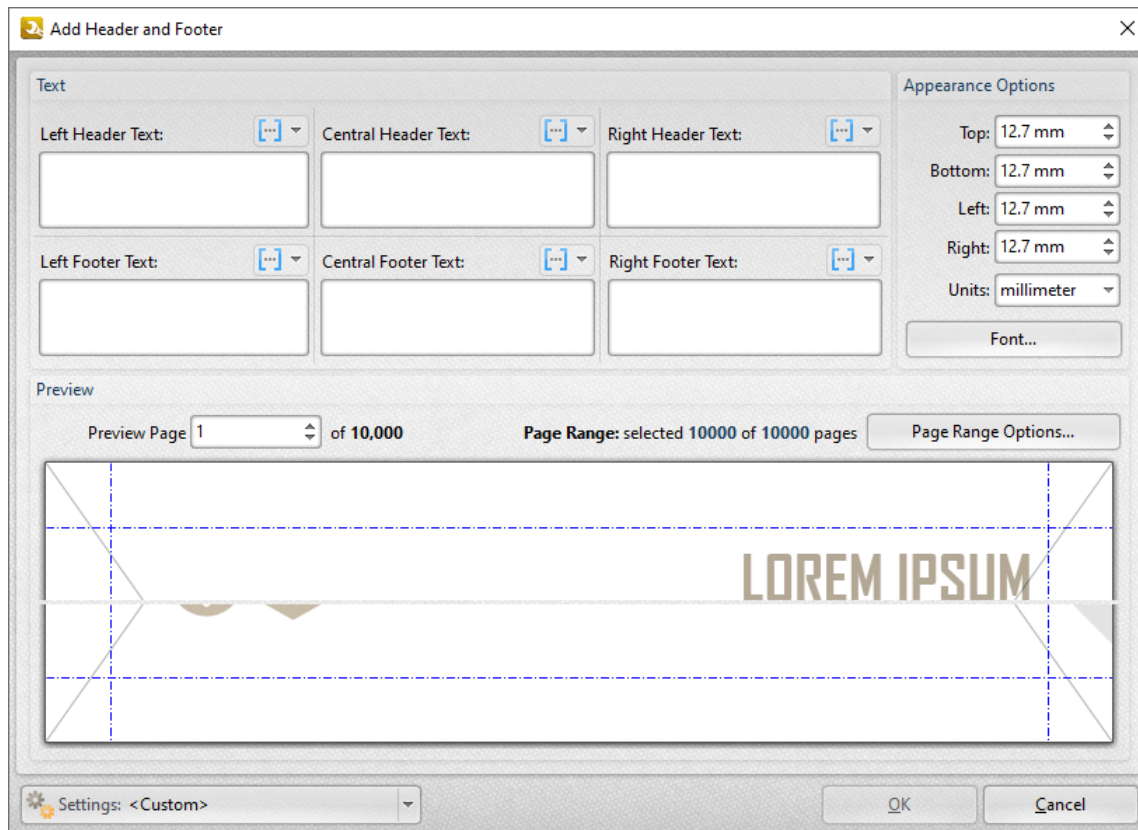 Add Header and Footer
Text
Appearance Options
Left Header Text:
Central Header Text:
Right Header Text:
Top: 12.7 mm
Bottom: 12.7 mm
Left: 12.7 mm
Right: 12.7 mm
Left Footer Text:
Central Footer Text:
Right Footer Text:
Units: millimeter
Font...
Preview
Preview Page 1 of 10,000
Page Range: selected 10000 of 10000 pages
Page Range Options...
LOREM IPSUM
Settings: <Custom>
OK
Cancel